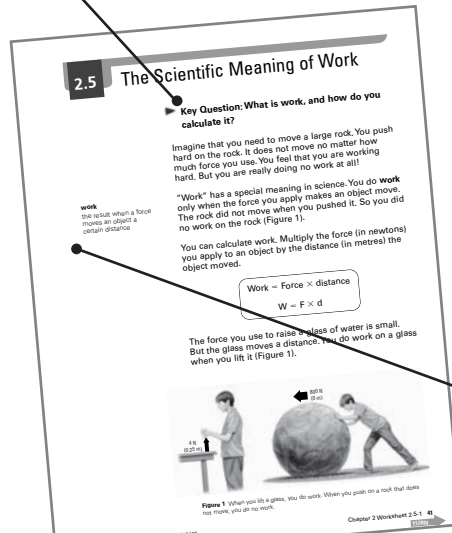 2.5 The Scientific Meaning of Work
Key Question: What is work, and how do you
calculate it?
Imagine that you need to move a large rock. You push
hard on the rock. It does not move no matter how
much force you use. You feel that you are working
hard. But you are really doing no work at all!
work
the result when a force
moves an object a
certain distance
"Work" has a special meaning in science. You do work
only when the force you apply makes an object move.
The rock did not move when you pushed it. So you did
no work on the rock (Figure 1).
You can calculate work. Multiply the force (in newtons)
you apply to an object by the distance (in metres) the
object moved.
Work = Force × distance
W = F × d
The force you use to raise a glass of water is small.
But the glass moves a distance. You do work on a glass
when you lift it (Figure 1).
4 N
(0.25 m)
800 N
(0 m)
Figure 1 When you lift a glass, you do work. When you push on a rock that does
not move, you do no work.
Chapter 2 Worksheet 2.5-1 41
TURN